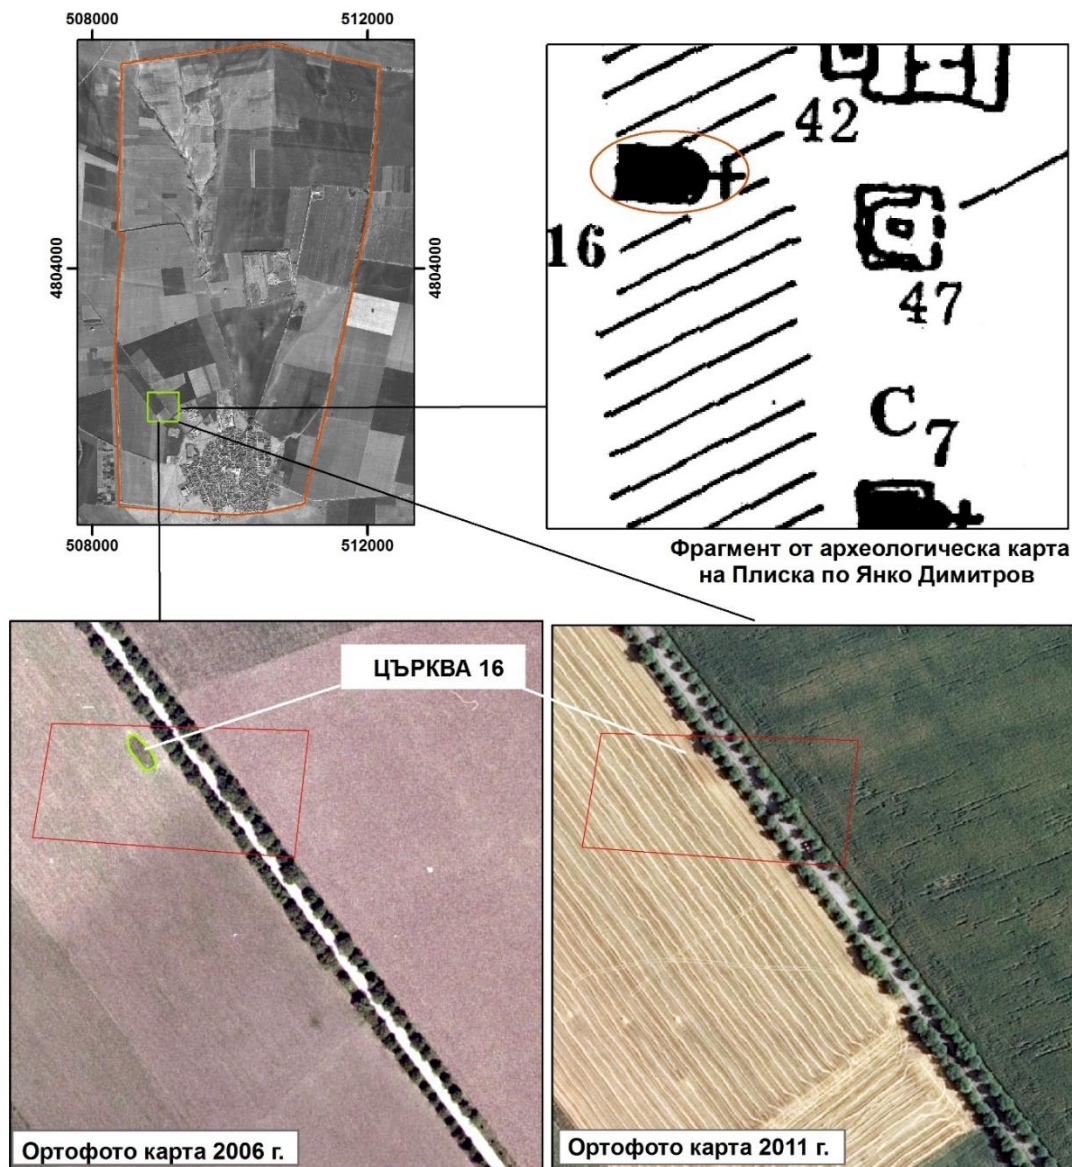 508000
512000
4804000
4804000
508000
512000
42
16
47
C7
Фрагмент от археологическа карта
на Плиска по Янко Димитров
ЦЪРКВА 16
Ортофото карта 2006 г.
Ортофото карта 2011 г.